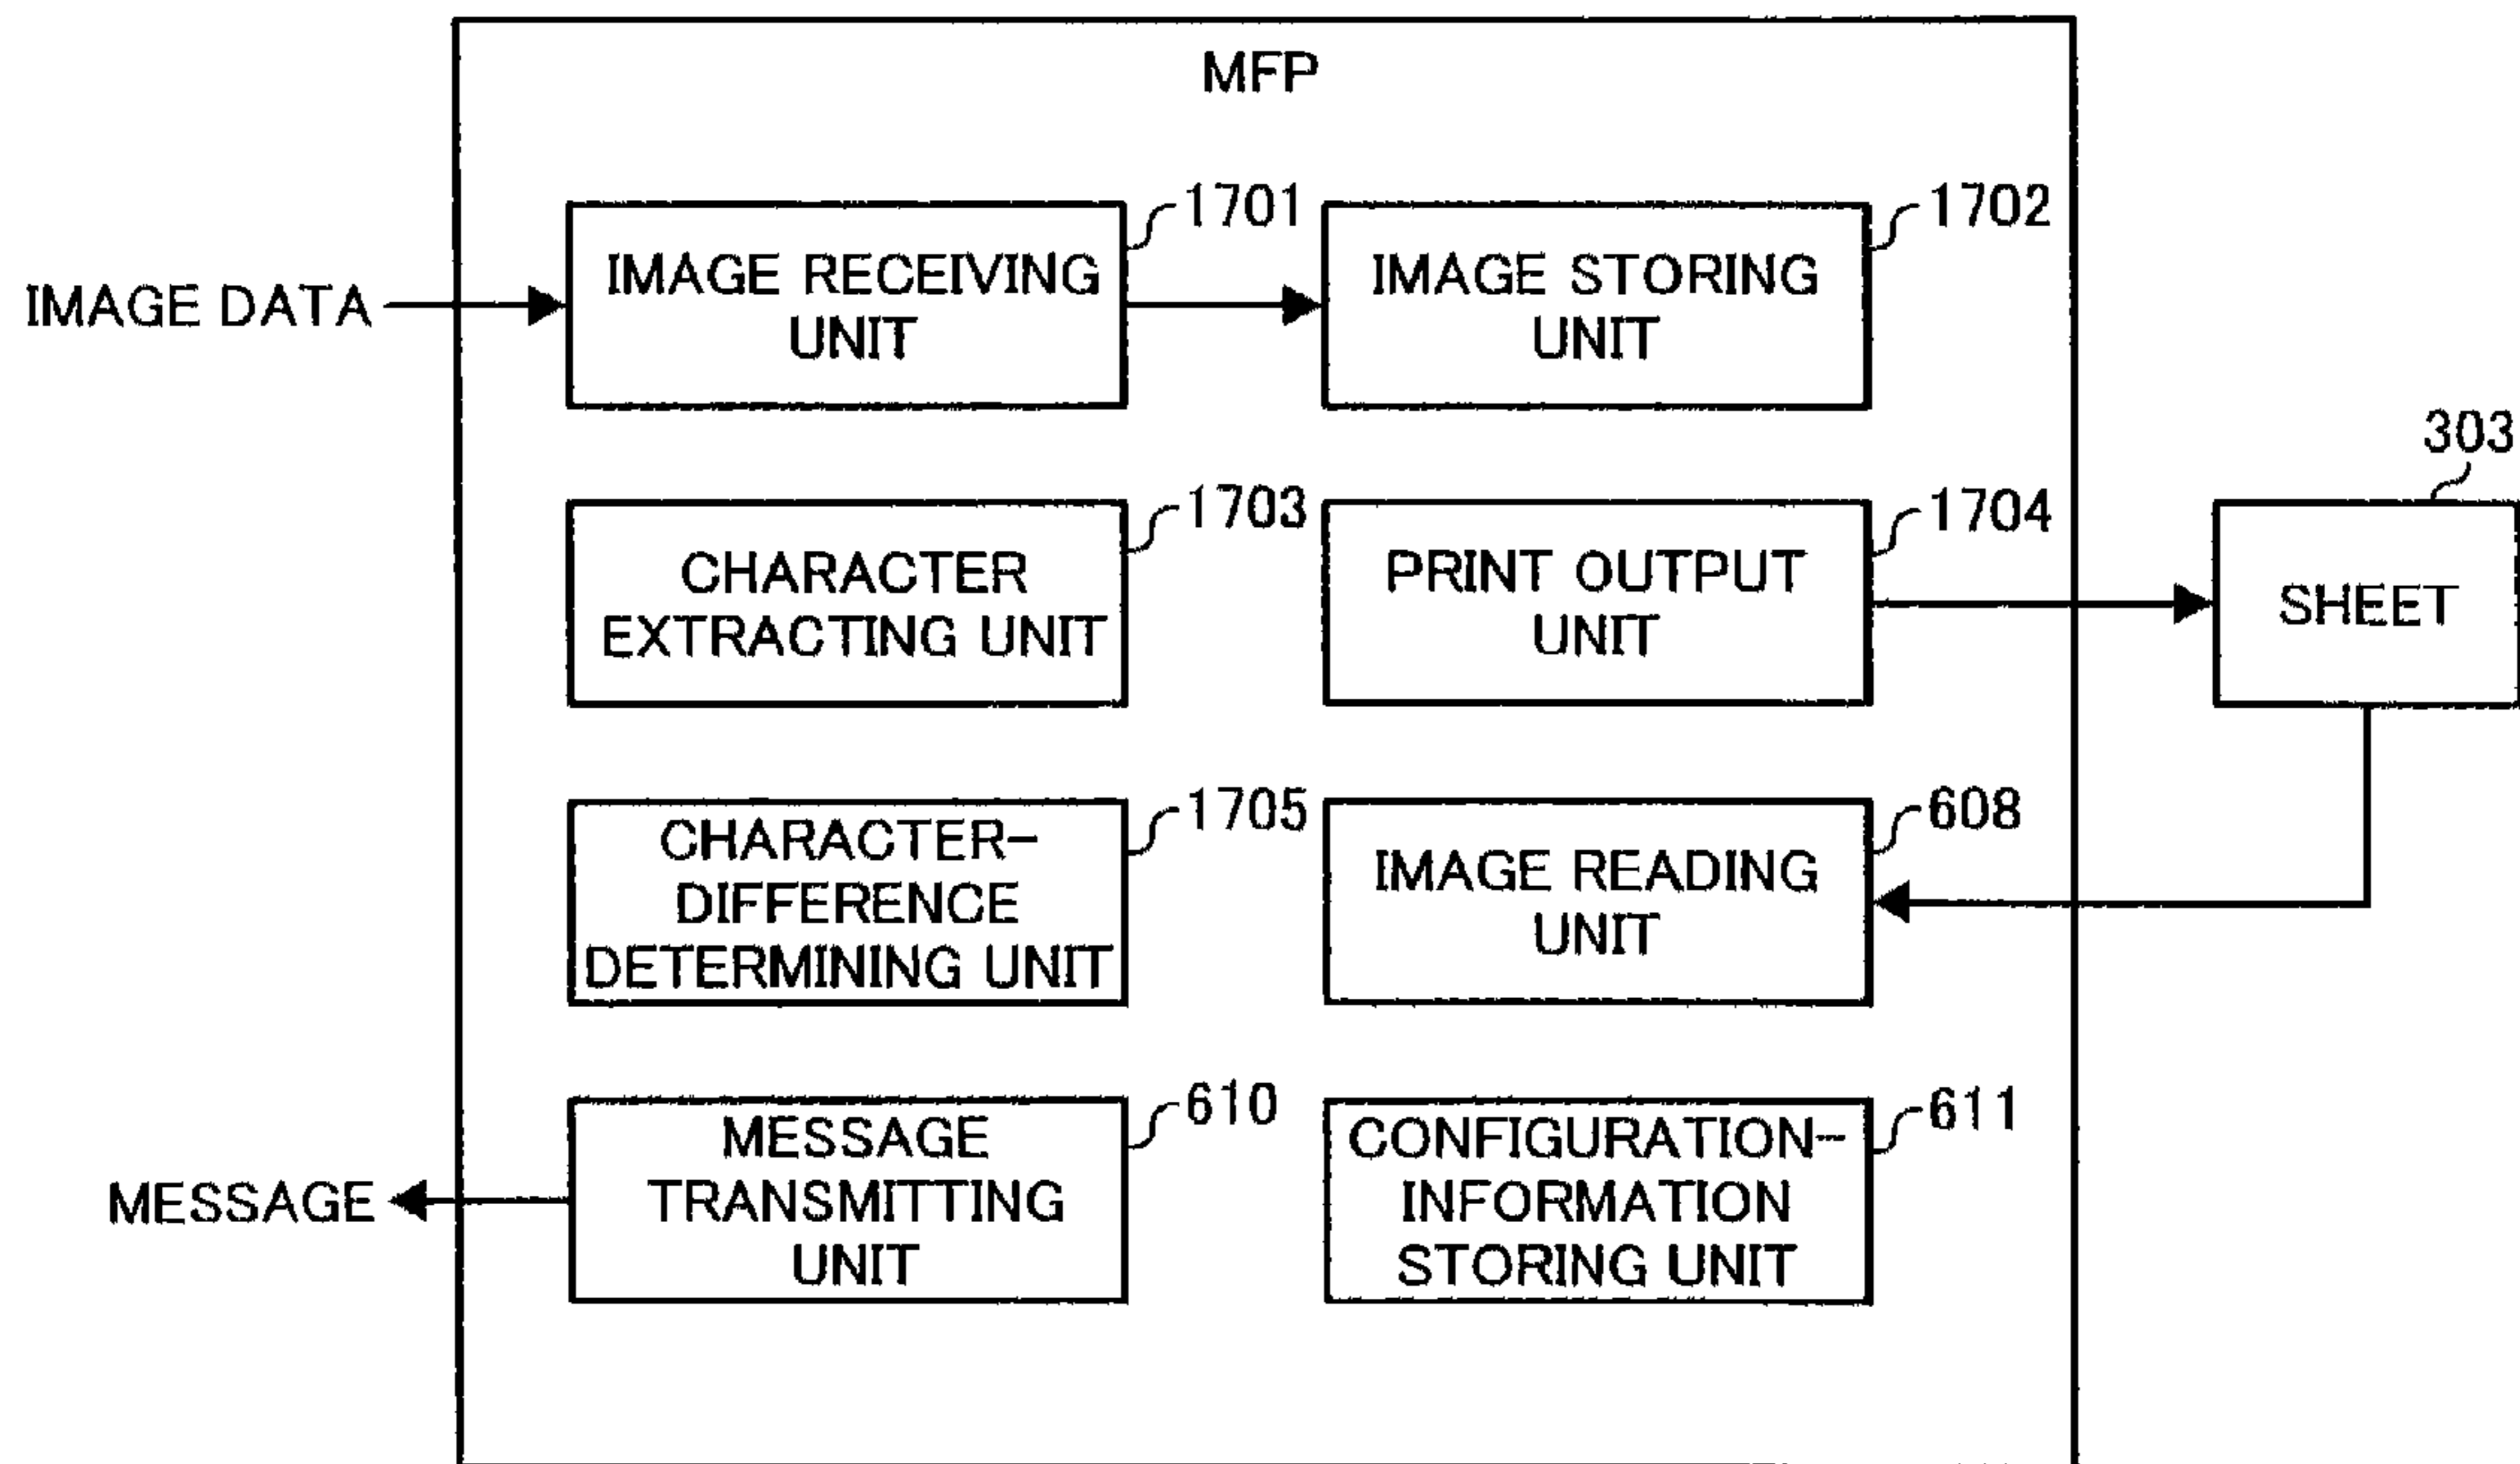 MFP
1701
1702
IMAGE DATA
IMAGE RECEIVING
UNIT
IMAGE STORING
UNIT
303
1703
1704
CHARACTER
EXTRACTING UNIT
PRINT OUTPUT
UNIT
SHEET
1705
608
CHARACTER-
DIFFERENCE
DETERMINING UNIT
IMAGE READING
UNIT
610
611
MESSAGE
MESSAGE
TRANSMITTING
UNIT
CONFIGURATION-
INFORMATION
STORING UNIT